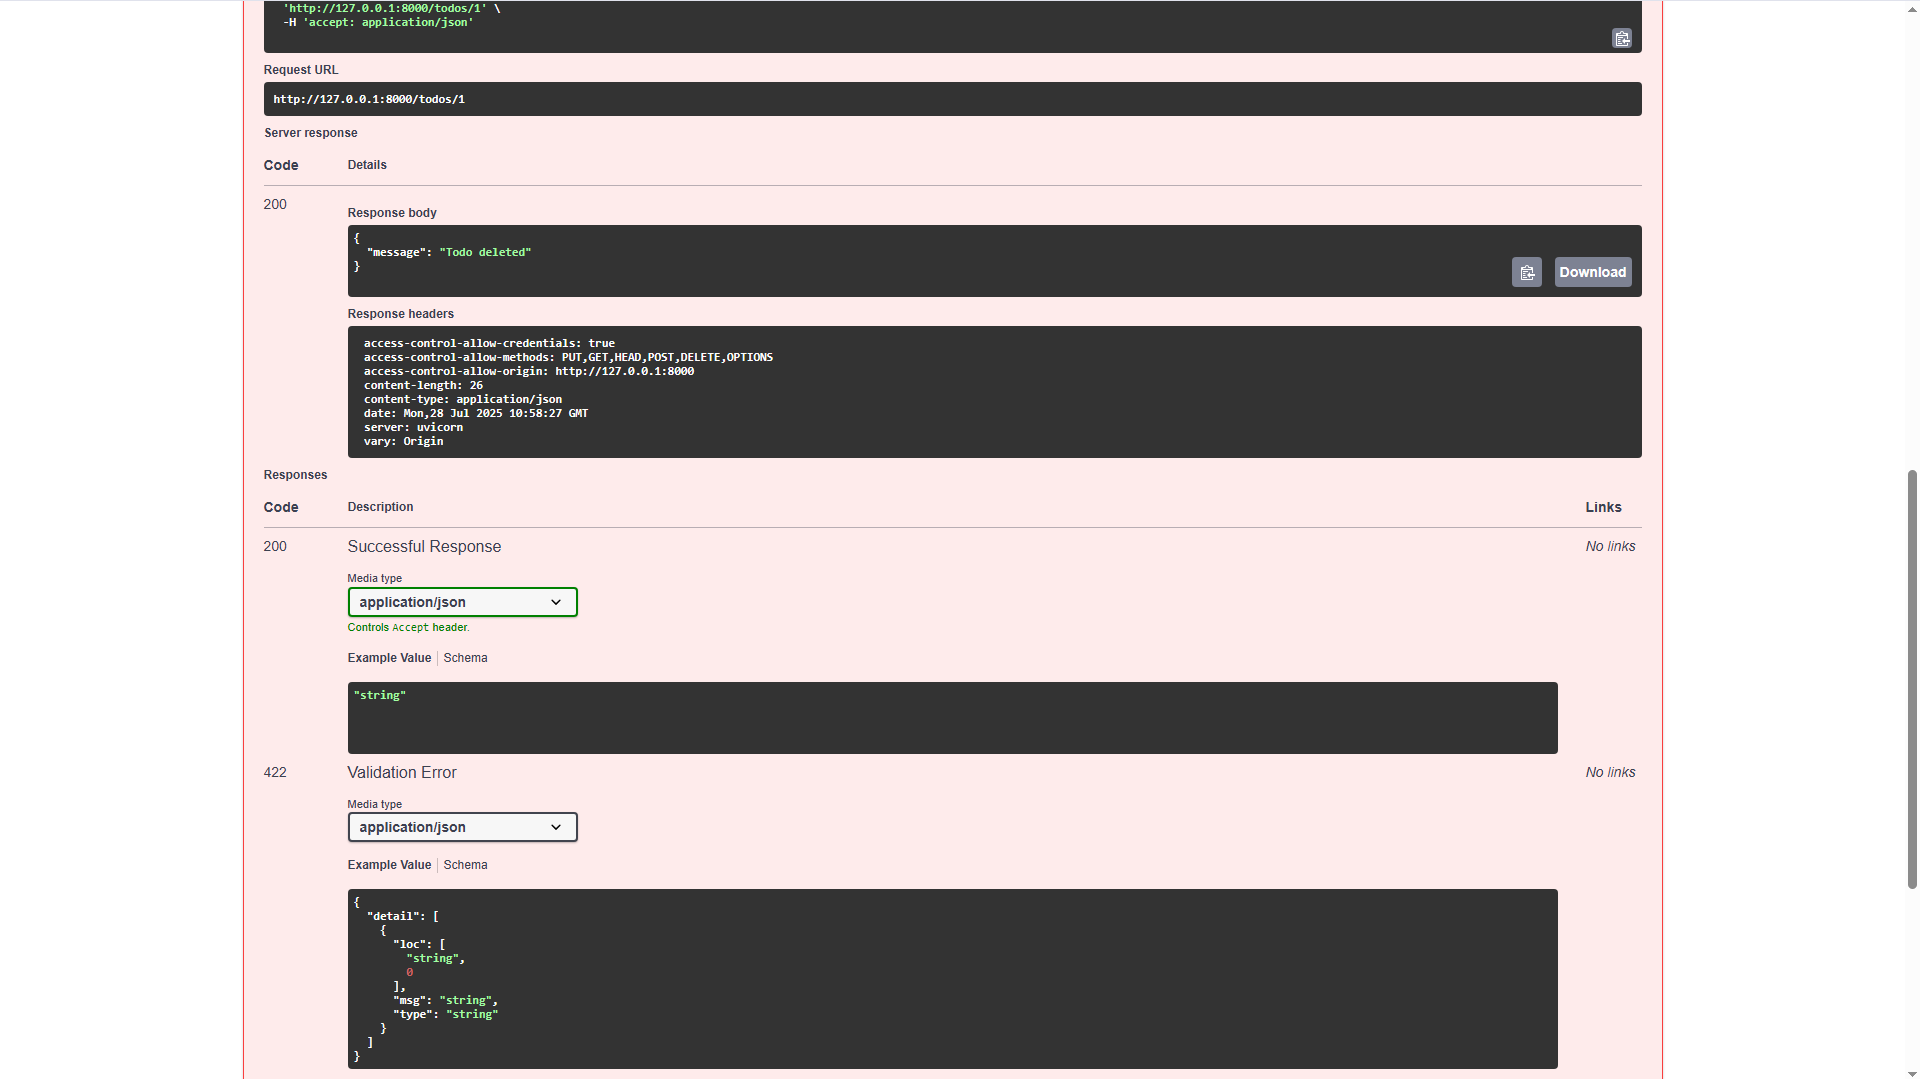 'http://127.0.0.1:8000/todos/1' \
-H 'accept: application/json'
Request URL
http://127.0.0.1:8000/todos/1
Server response
Code Details
200
Response body
{
"message": "Todo deleted"
}
Download
Response headers
access-control-allow-credentials: true
access-control-allow-methods: PUT,GET,HEAD,POST,DELETE,OPTIONS
access-control-allow-origin: http://127.0.0.1:8000
content-length: 26
content-type: application/json
date: Mon,28 Jul 2025 10:58:27 GMT
server: uvicorn
vary: Origin
Responses
Code Description Links
200 Successful Response No links
Media type
application/json
Controls Accept header.
Example Value Schema
"string"
422 Validation Error No links
Media type
application/json
Example Value Schema
{
"detail": [
{
"loc": [
"string",
0
],
"msg": "string",
"type": "string"
}
]
}